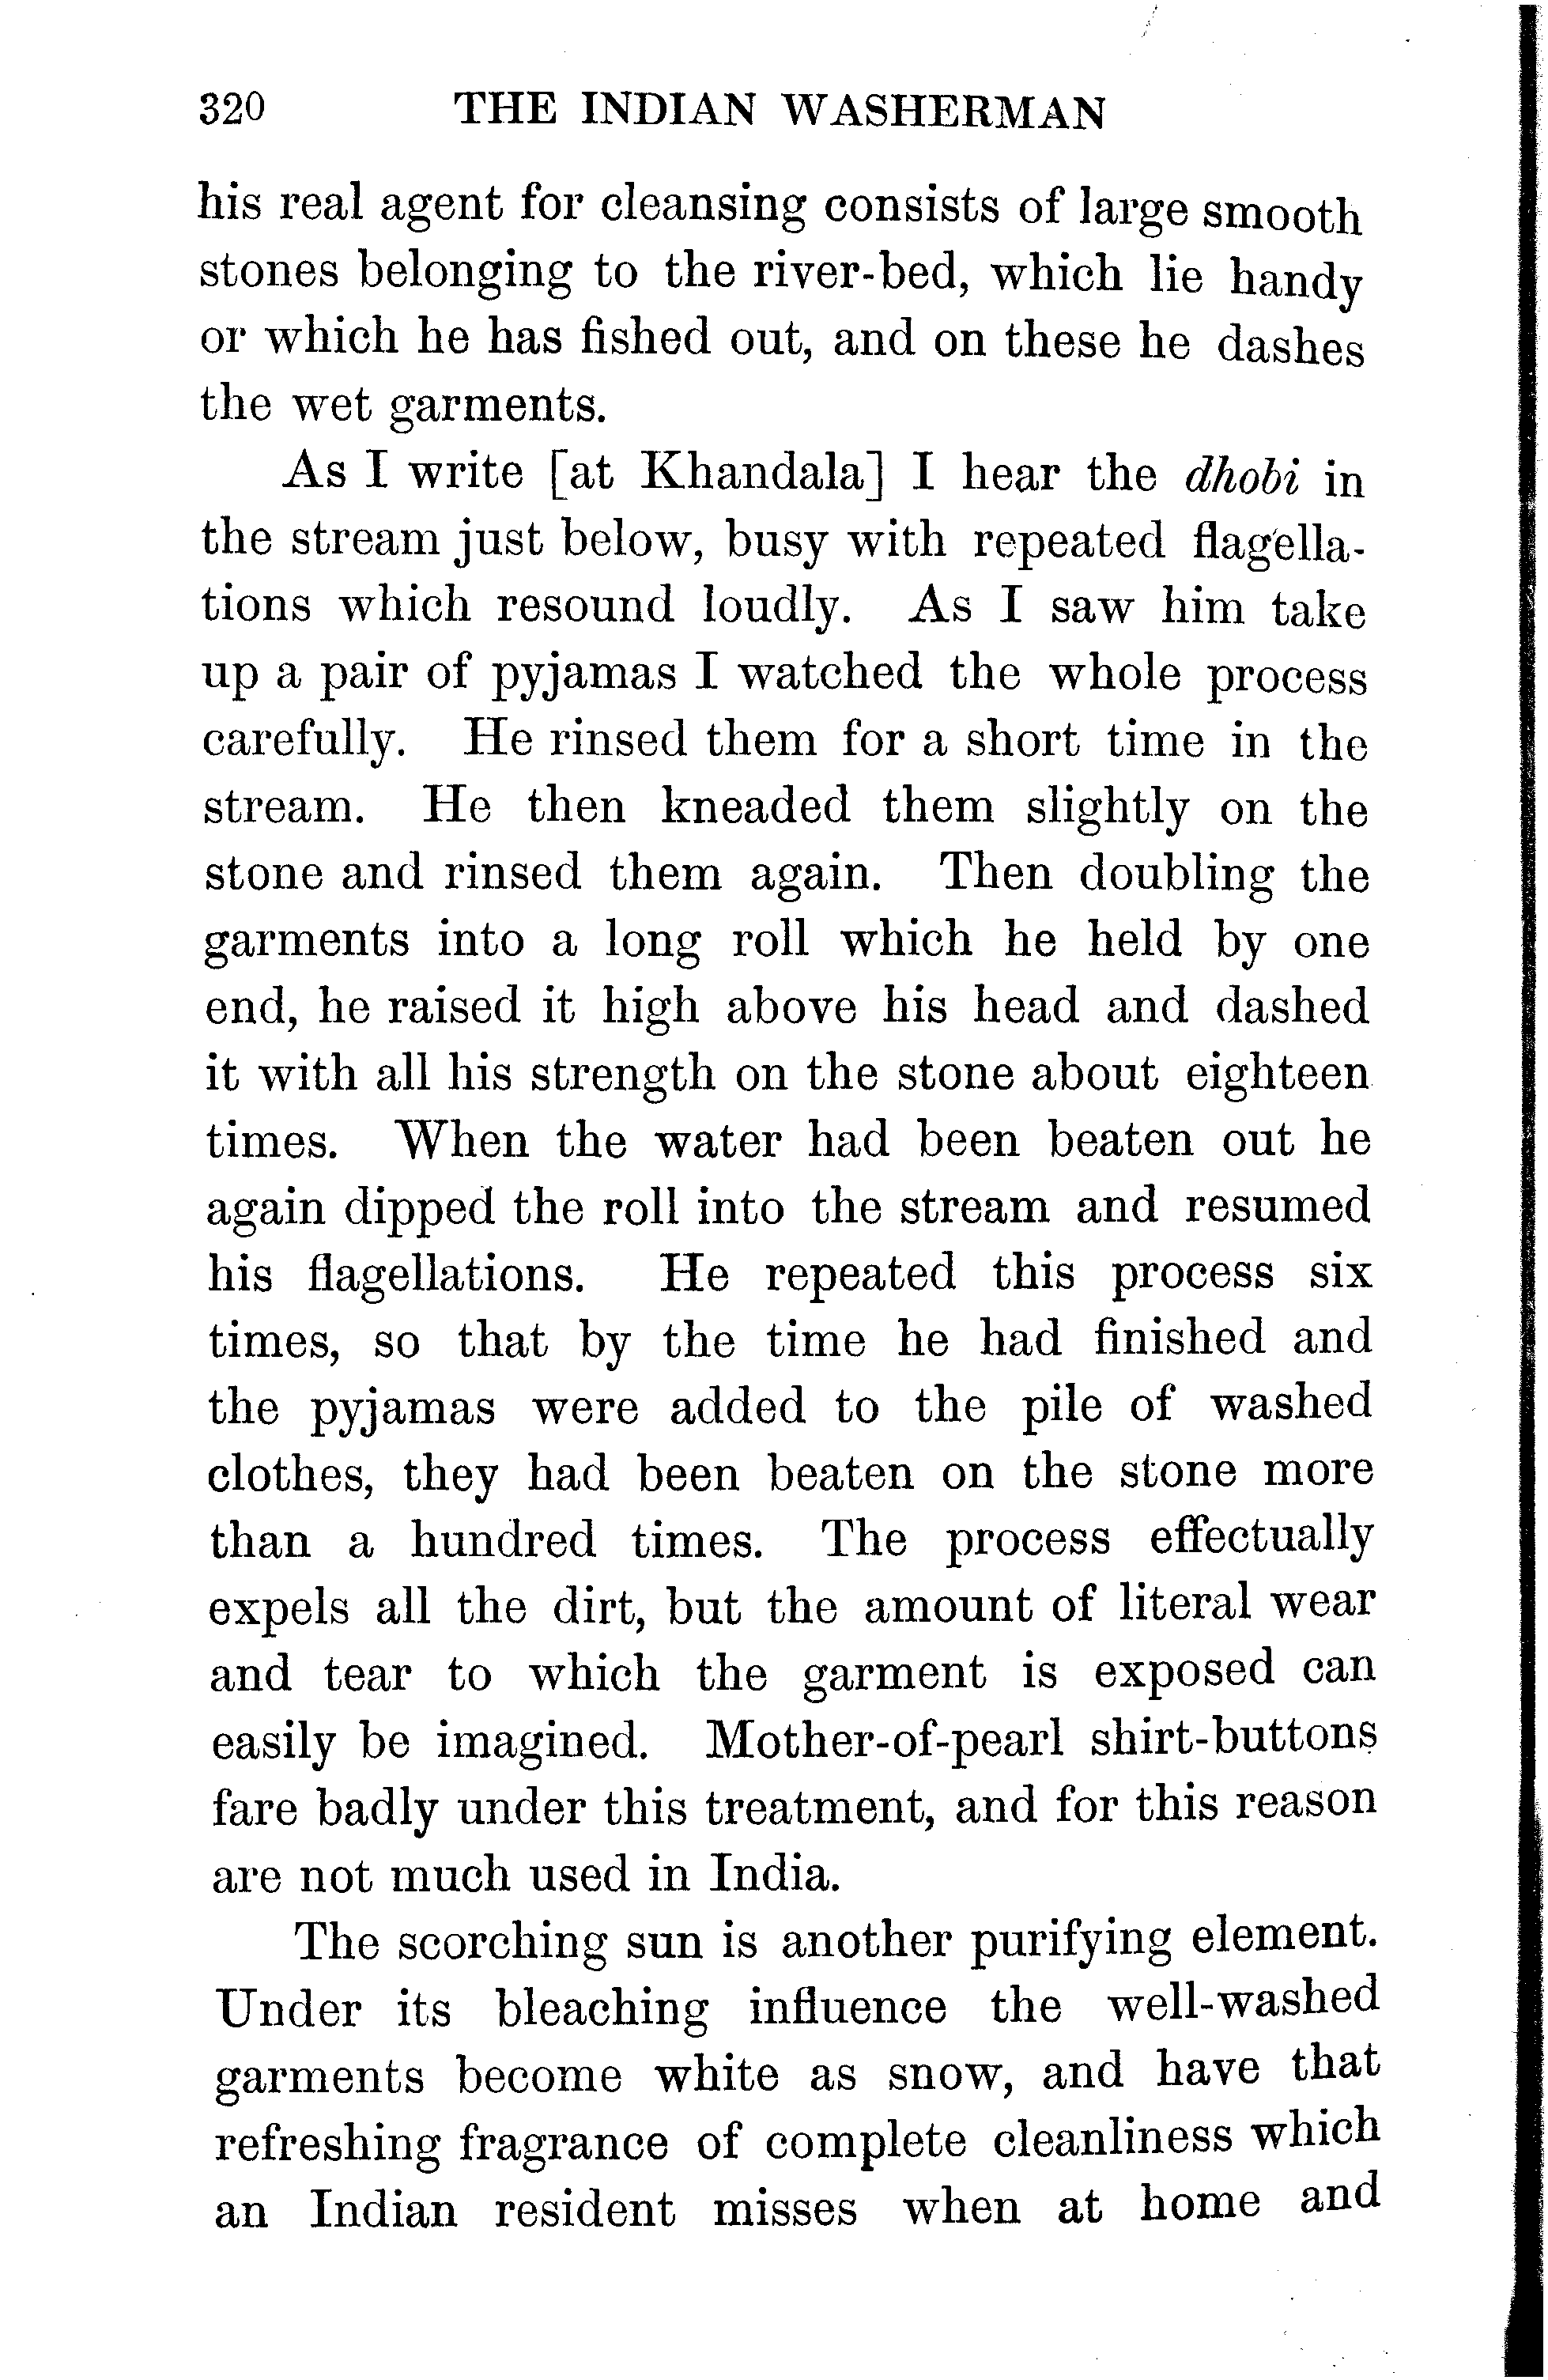 320 THE INDIAN WASHERMAN
his real agent for cleansing consists of large smooth
stones belonging to the river-bed, which lie handy
or which he has fished out, and on these he dashes
the wet garments.
As I write [at Khandala] I hear the dhobi in
the stream just below, busy with repeated flagella-
tions which resound loudly. As I saw him take
up a pair of pyjamas I watched the whole process
carefully. He rinsed them for a short time in the
stream. He then kneaded them slightly on the
stone and rinsed them again. Then doubling the
garments into a long roll which he held by one
end, he raised it high above his head and dashed
it with all his strength on the stone about eighteen
times. When the water had been beaten out he
again dipped the roll into the stream and resumed
his flagellations. He repeated this process six
times, so that by the time he had finished and
the pyjamas were added to the pile of washed
clothes, they had been beaten on the stone more
than a hundred times. The process effectually
expels all the dirt, but the amount of literal wear
and tear to which the garment is exposed can
easily be imagined. Mother-of-pearl shirt-buttons
fare badly under this treatment, and for this reason
are not much used in India.
The scorching sun is another purifying element.
Under its bleaching influence the well-washed
garments become white as snow, and have that
refreshing fragrance of complete cleanliness which
an Indian resident misses when at home and